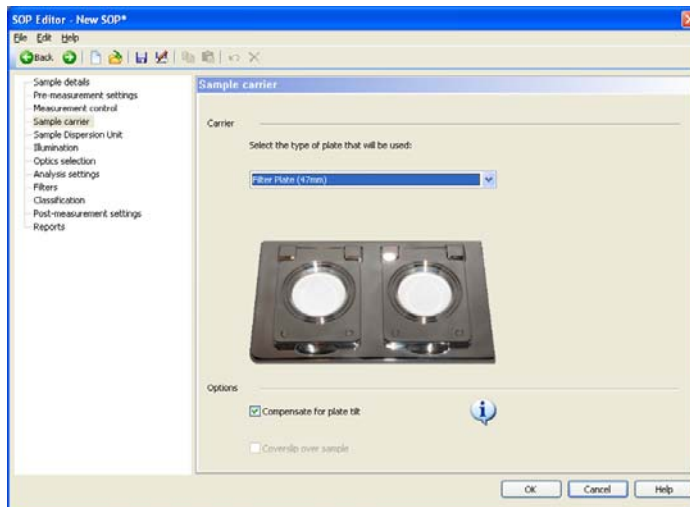 SOP Editor - New SOP*
File Edit Help
Back
Sample details
Pre-measurement settings
Measurement control
Sample carrier
Sample Dispersion Unit
Illumination
Optics selection
Analysis settings
Filters
Classification
Post-measurement settings
Reports
Sample carrier
Carrier
Select the type of plate that will be used:
Filter Plate (47mm)
Options
Compensate for plate tilt
Coverslip over sample
OK Cancel Help